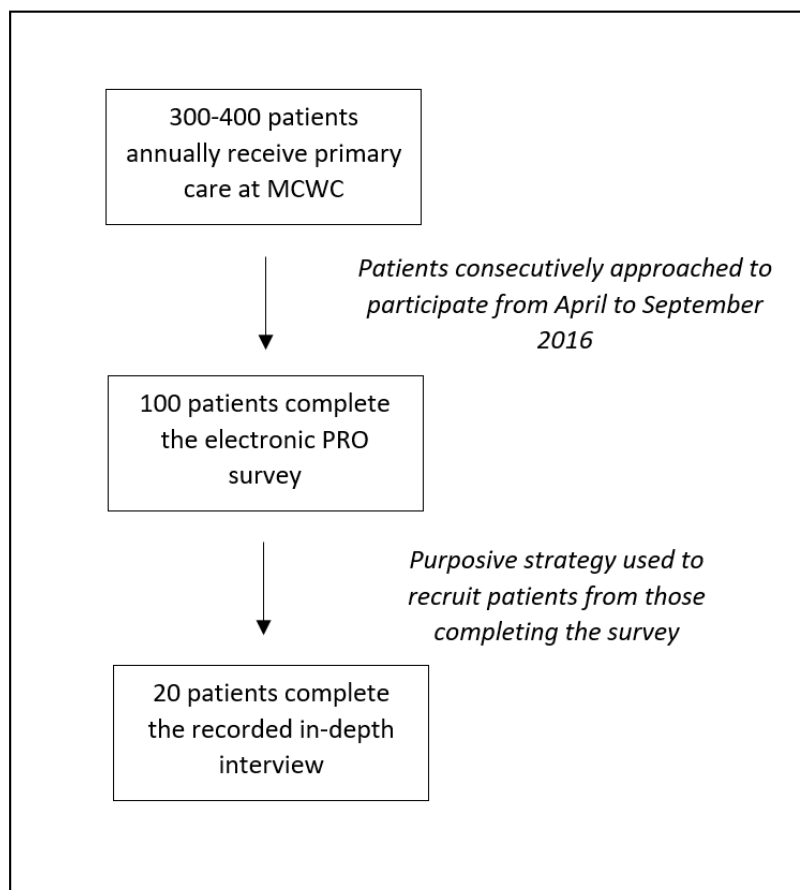 300-400 patients
annually receive primary
care at MCWC
Patients consecutively approached to
participate from April to September
2016
100 patients complete
the electronic PRO
survey
Purposive strategy used to
recruit patients from those
completing the survey
20 patients complete
the recorded in-depth
interview